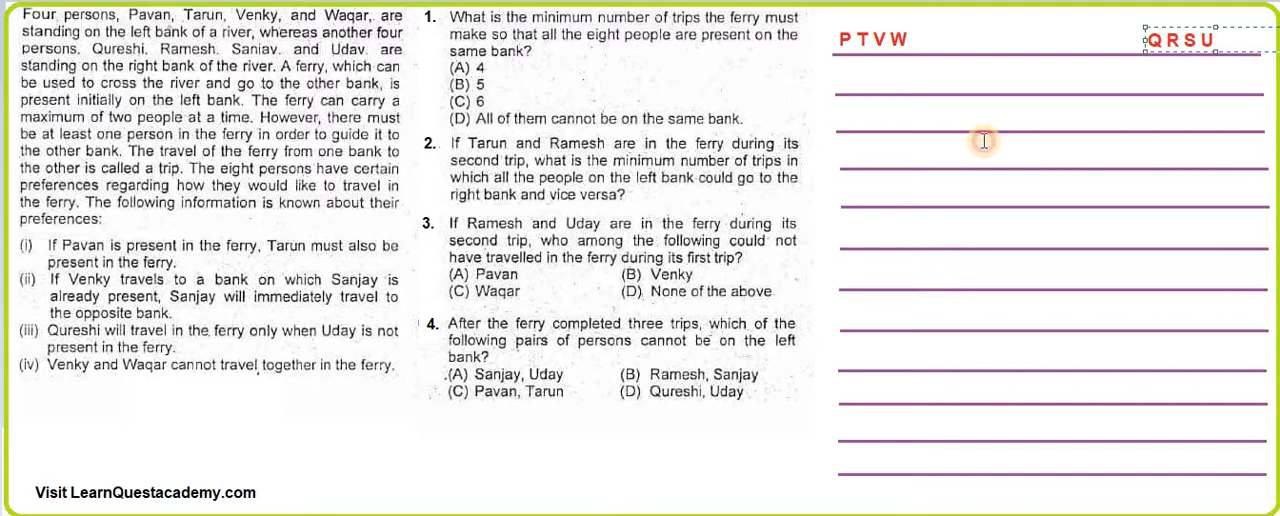 Four persons, Pavan, Tarun, Venky, and Waqar, are
standing on the left bank of a river, whereas another four
persons, Qureshi, Ramesh, Sanjay, and Uday, are
standing on the right bank of the river. A ferry, which can
be used to cross the river and go to the other bank, is
present initially on the left bank. The ferry can carry a
maximum of two people at a time. However, there must
be at least one person in the ferry in order to guide it to
the other bank. The travel of the ferry from one bank to
the other is called a trip. The eight persons have certain
preferences regarding how they would like to travel in
the ferry. The following information is known about their
preferences:
(i) If Pavan is present in the ferry, Tarun must also be
present in the ferry.
(ii) If Venky travels to a bank on which Sanjay is
already present, Sanjay will immediately travel to
the opposite bank.
(iii) Qureshi will travel in the ferry only when Uday is not
present in the ferry.
(iv) Venky and Waqar cannot travel together in the ferry.
1. What is the minimum number of trips the ferry must
make so that all the eight people are present on the
same bank?
(A) 4
(B) 5
(C) 6
(D) All of them cannot be on the same bank.
2. If Tarun and Ramesh are in the ferry during its
second trip, what is the minimum number of trips in
which all the people on the left bank could go to the
right bank and vice versa?
3. If Ramesh and Uday are in the ferry during its
second trip, who among the following could not
have travelled in the ferry during its first trip?
(A) Pavan (B) Venky
(C) Waqar (D) None of the above
4. After the ferry completed three trips, which of the
following pairs of persons cannot be on the left
bank?
(A) Sanjay, Uday (B) Ramesh, Sanjay
(C) Pavan, Tarun (D) Qureshi, Uday
P T V W Q R S U
Visit LearnQuestacademy.com